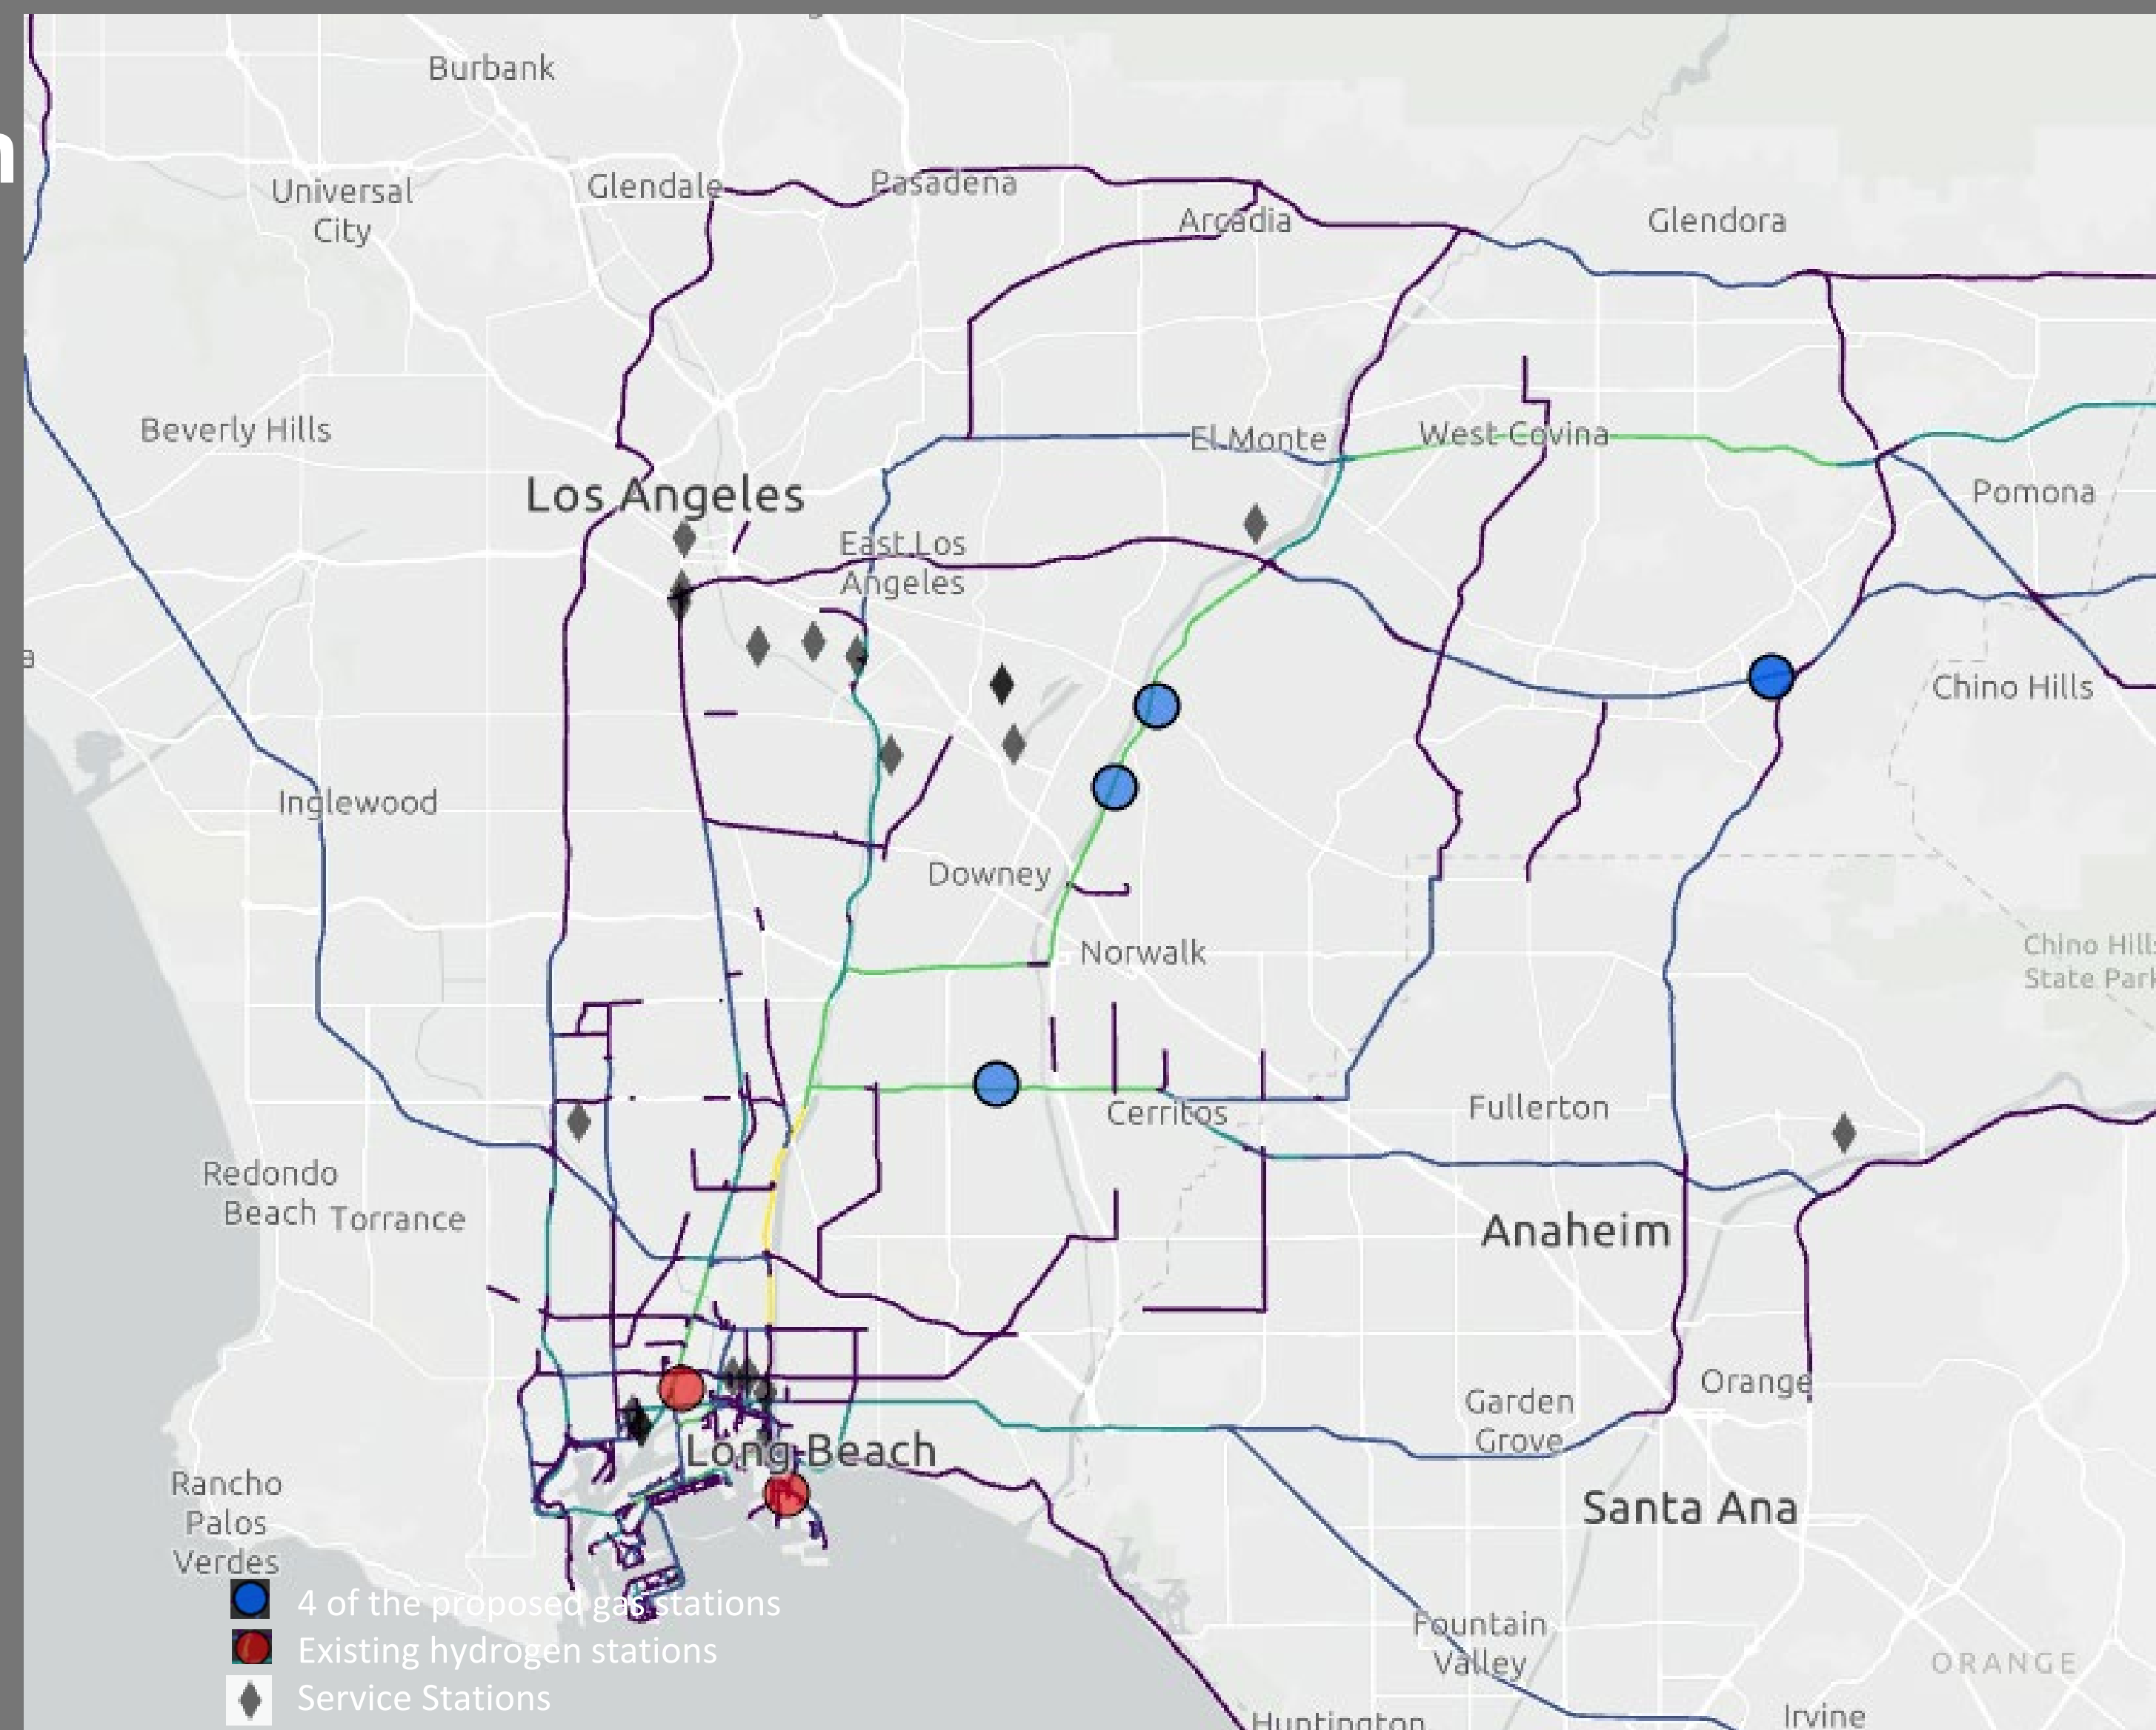 Burbank
n
Universal
City
Glendale
Pasadena
Arcadia
Glendora
Beverly Hills
El Monte
West Covina
Los Angeles
Pomona
East Los
Angeles
a
Chino Hills
Inglewood
Downey
Norwalk
Chino Hills
State Park
Cerritos
Fullerton
Redondo
Beach
Torrance
Anaheim
Orange
Garden
Grove
Long Beach
Rancho
Palos
Verdes
Santa Ana
4 of the proposed gas stations
Existing hydrogen stations
Service Stations
Fountain
Valley
ORANGE
Huntington
Irvine